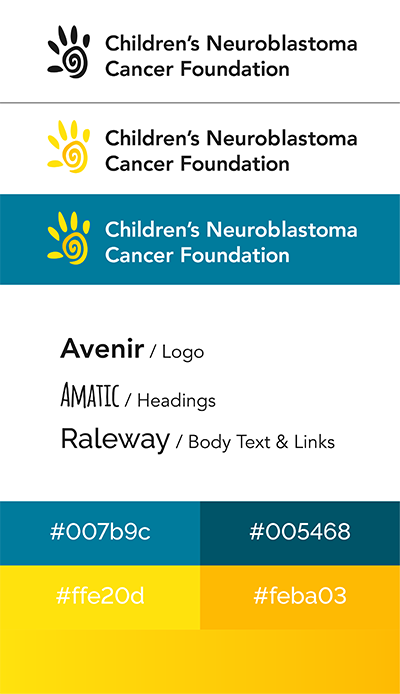 Children's Neuroblastoma
Cancer Foundation
Children's Neuroblastoma
Cancer Foundation
Children's Neuroblastoma
Cancer Foundation
Avenir / Logo
Amatic / Headings
Raleway / Body Text & Links
#007b9c #005468
#ffe20d #feba03